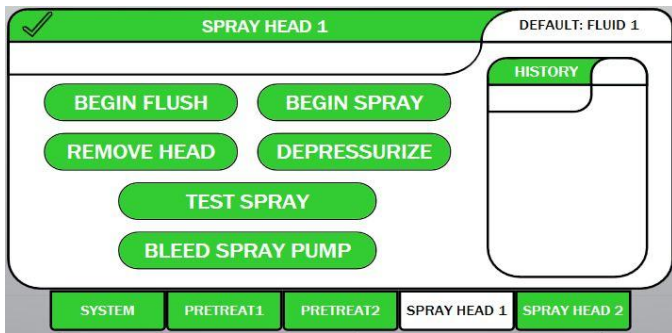 SPRAY HEAD 1
DEFAULT: FLUID 1
HISTORY
BEGIN FLUSH
BEGIN SPRAY
REMOVE HEAD
DEPRESSURIZE
TEST SPRAY
BLEED SPRAY PUMP
SYSTEM
PRETREAT1
PRETREAT2
SPRAY HEAD 1
SPRAY HEAD 2